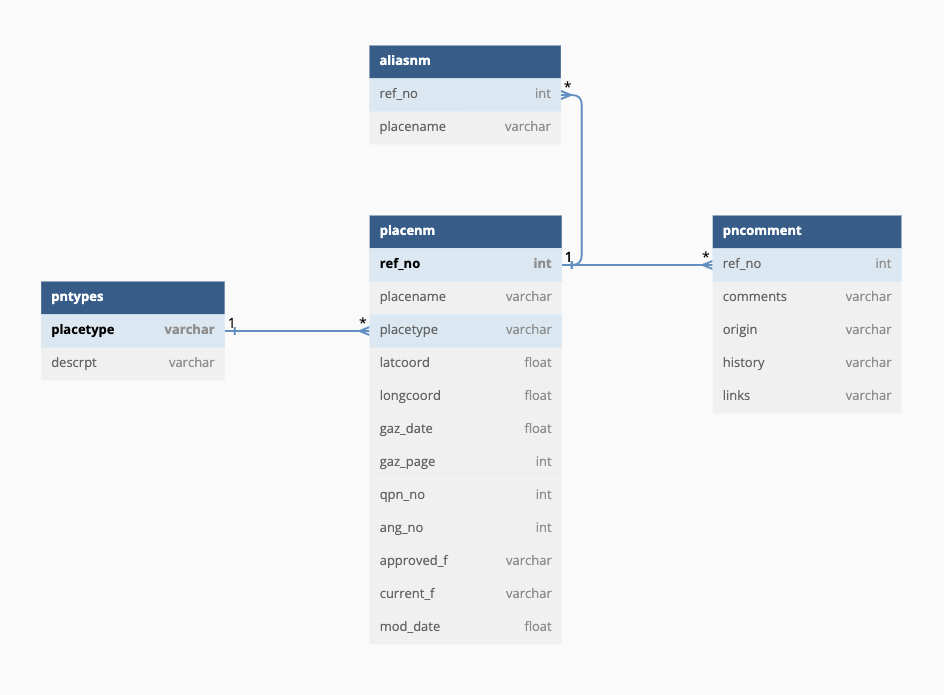 aliasnm
ref_no int
placename varchar
*
placenm
ref_no int
placename varchar
placetype varchar
latcoord float
longcoord float
gaz_date float
gaz_page int
qpn_no int
ang_no int
approved_f varchar
current_f varchar
mod_date float
1
*
pncomment
ref_no int
comments varchar
origin varchar
history varchar
links varchar
pntypes
placetype varchar
descrpt varchar
1
*